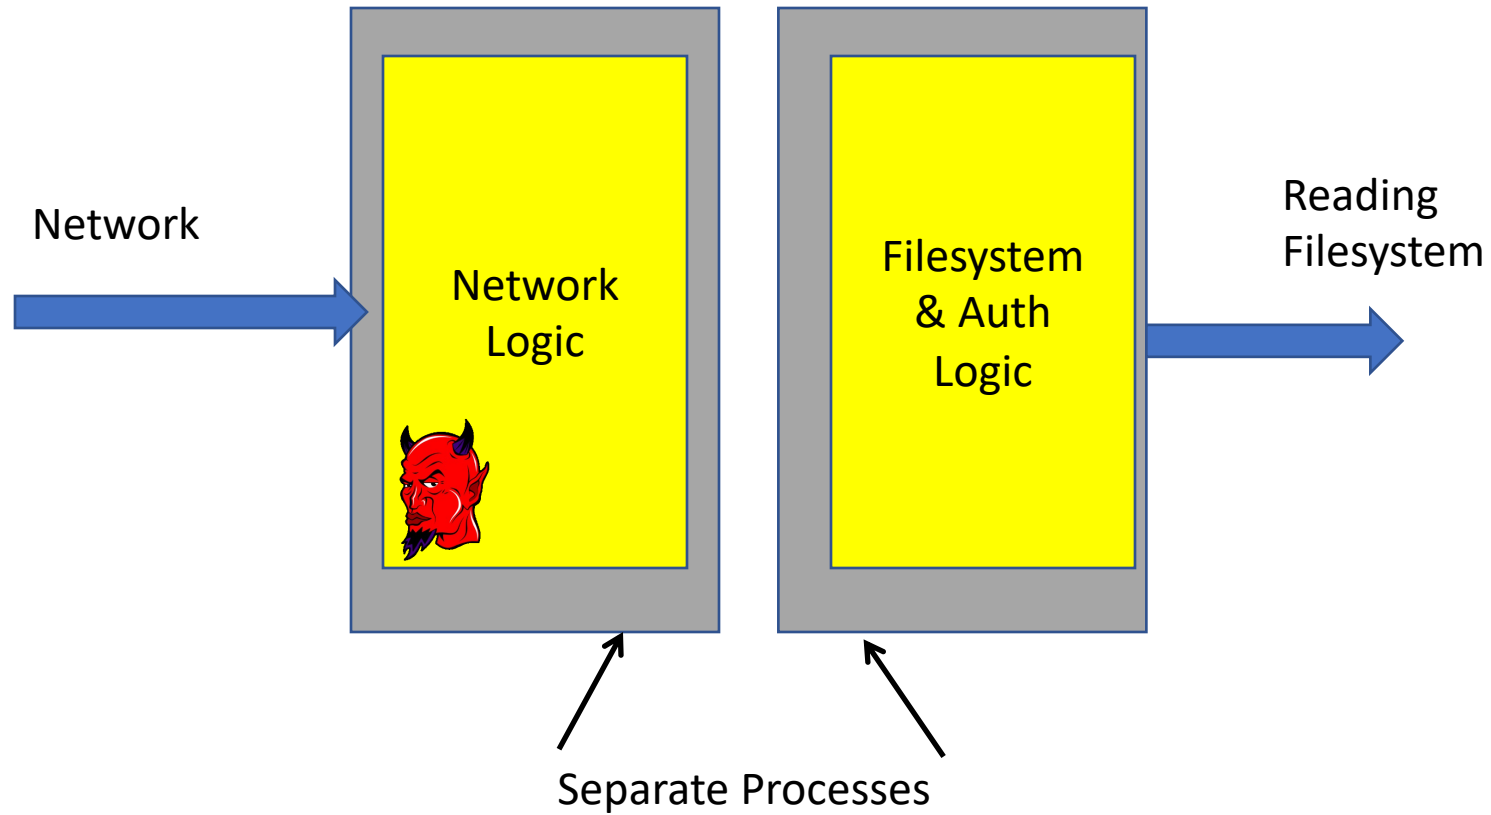 Network
Network
Logic
Filesystem
& Auth
Logic
Reading
Filesystem
Separate Processes